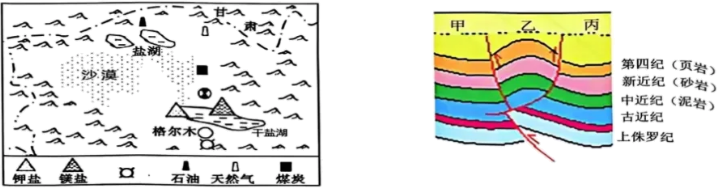 甘
肃
盐湖
沙漠
格尔木
干盐湖
钾盐 镁盐 石油 天然气 煤炭
甲 乙 丙
第四纪（页岩）
新近纪（砂岩）
中近纪（泥岩）
古近纪
上侏罗纪